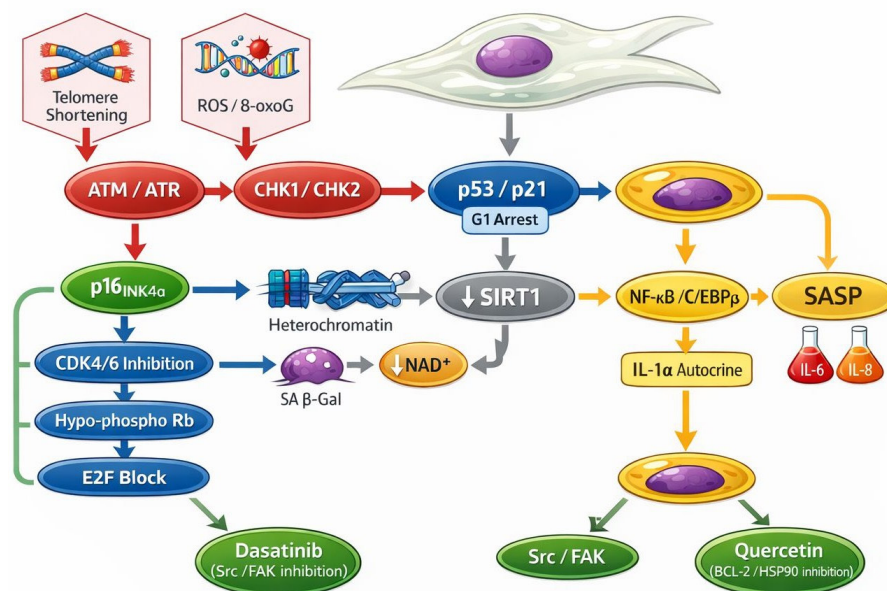 Telomere
Shortening
ROS / 8-oxoG
ATM / ATR
CHK1 / CHK2
p53 / p21
G1 Arrest
p16INK4α
Heterochromatin
↓ SIRT1
NF-κB /C/EBPβ
SASP
IL-6
IL-8
CDK4/6 Inhibition
SA β-Gal
↓ NAD+
IL-1α Autocrine
Hypo-phospho Rb
E2F Block
Dasatinib
(Src /FAK inhibition)
Src / FAK
Quercetin
(BCL-2 /HSP90 inhibition)